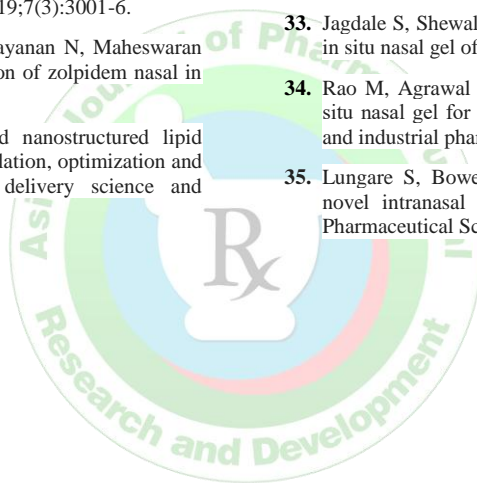 19;7(3):3001-6.
ayanan N, Maheswaran
on of zolpidem nasal in
d nanostructured lipid
lation, optimization and
delivery science and
33. Jagdale S, Shewal
in situ nasal gel of
34. Rao M, Agrawal
situ nasal gel for
and industrial phar
35. Lungare S, Bowe
novel intranasal
Pharmaceutical Sc
Rx
Research and Development